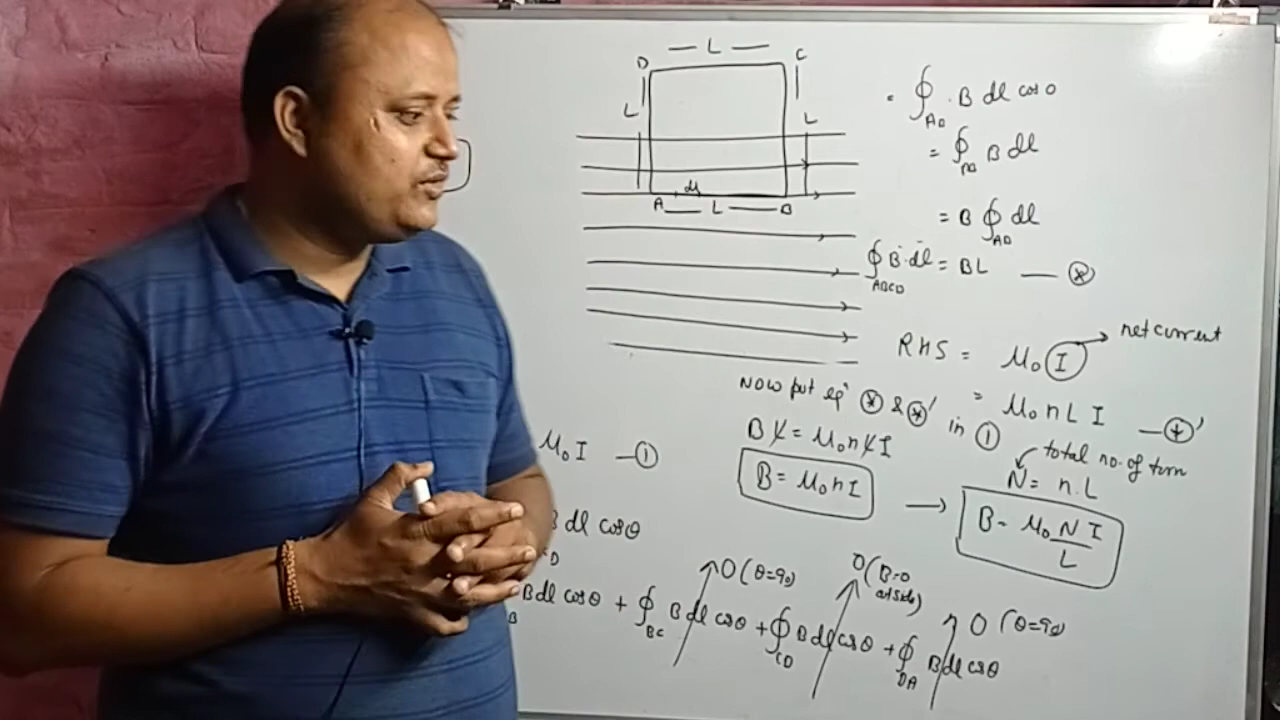 — L —
D C
L L
dl
A — L — B
= ∮AB B dl cos 0
= ∮AB B dl
= B ∮AB dl
∮ABCD B⃗·dl⃗ = BL — ⊛
RHS = μ₀ I → net current
= μ₀ n L I — ⊛'
Now put eqⁿ ⊛ & ⊛' in ①
B L = μ₀ n L I
B = μ₀ n I →
total no. of turn
N = n.L
B = μ₀ N I / L
μ₀ I — ①
B dl cos θ
B dl cos θ + ∮BC B dl cos θ + ∮CD B dl cos θ + ∮DA B dl cos θ
0 (θ=90) 0 (B=0 outside) 0 (θ=90)